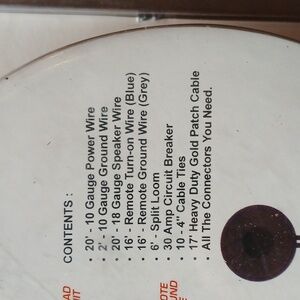 CONTENTS :
• 20' - 10 Gauge Power Wire
• 2' - 10 Gauge Ground Wire
• 20' - 18 Gauge Speaker Wire
• 16' - Remote Turn-on Wire (Blue)
• 16' - Remote Ground Wire (Grey)
• 6' - Split Loom
• 30 Amp Circuit Breaker
• 10 - 4" Cable Ties
• 17' Heavy Duty Gold Patch Cable
• All The Connectors You Need.